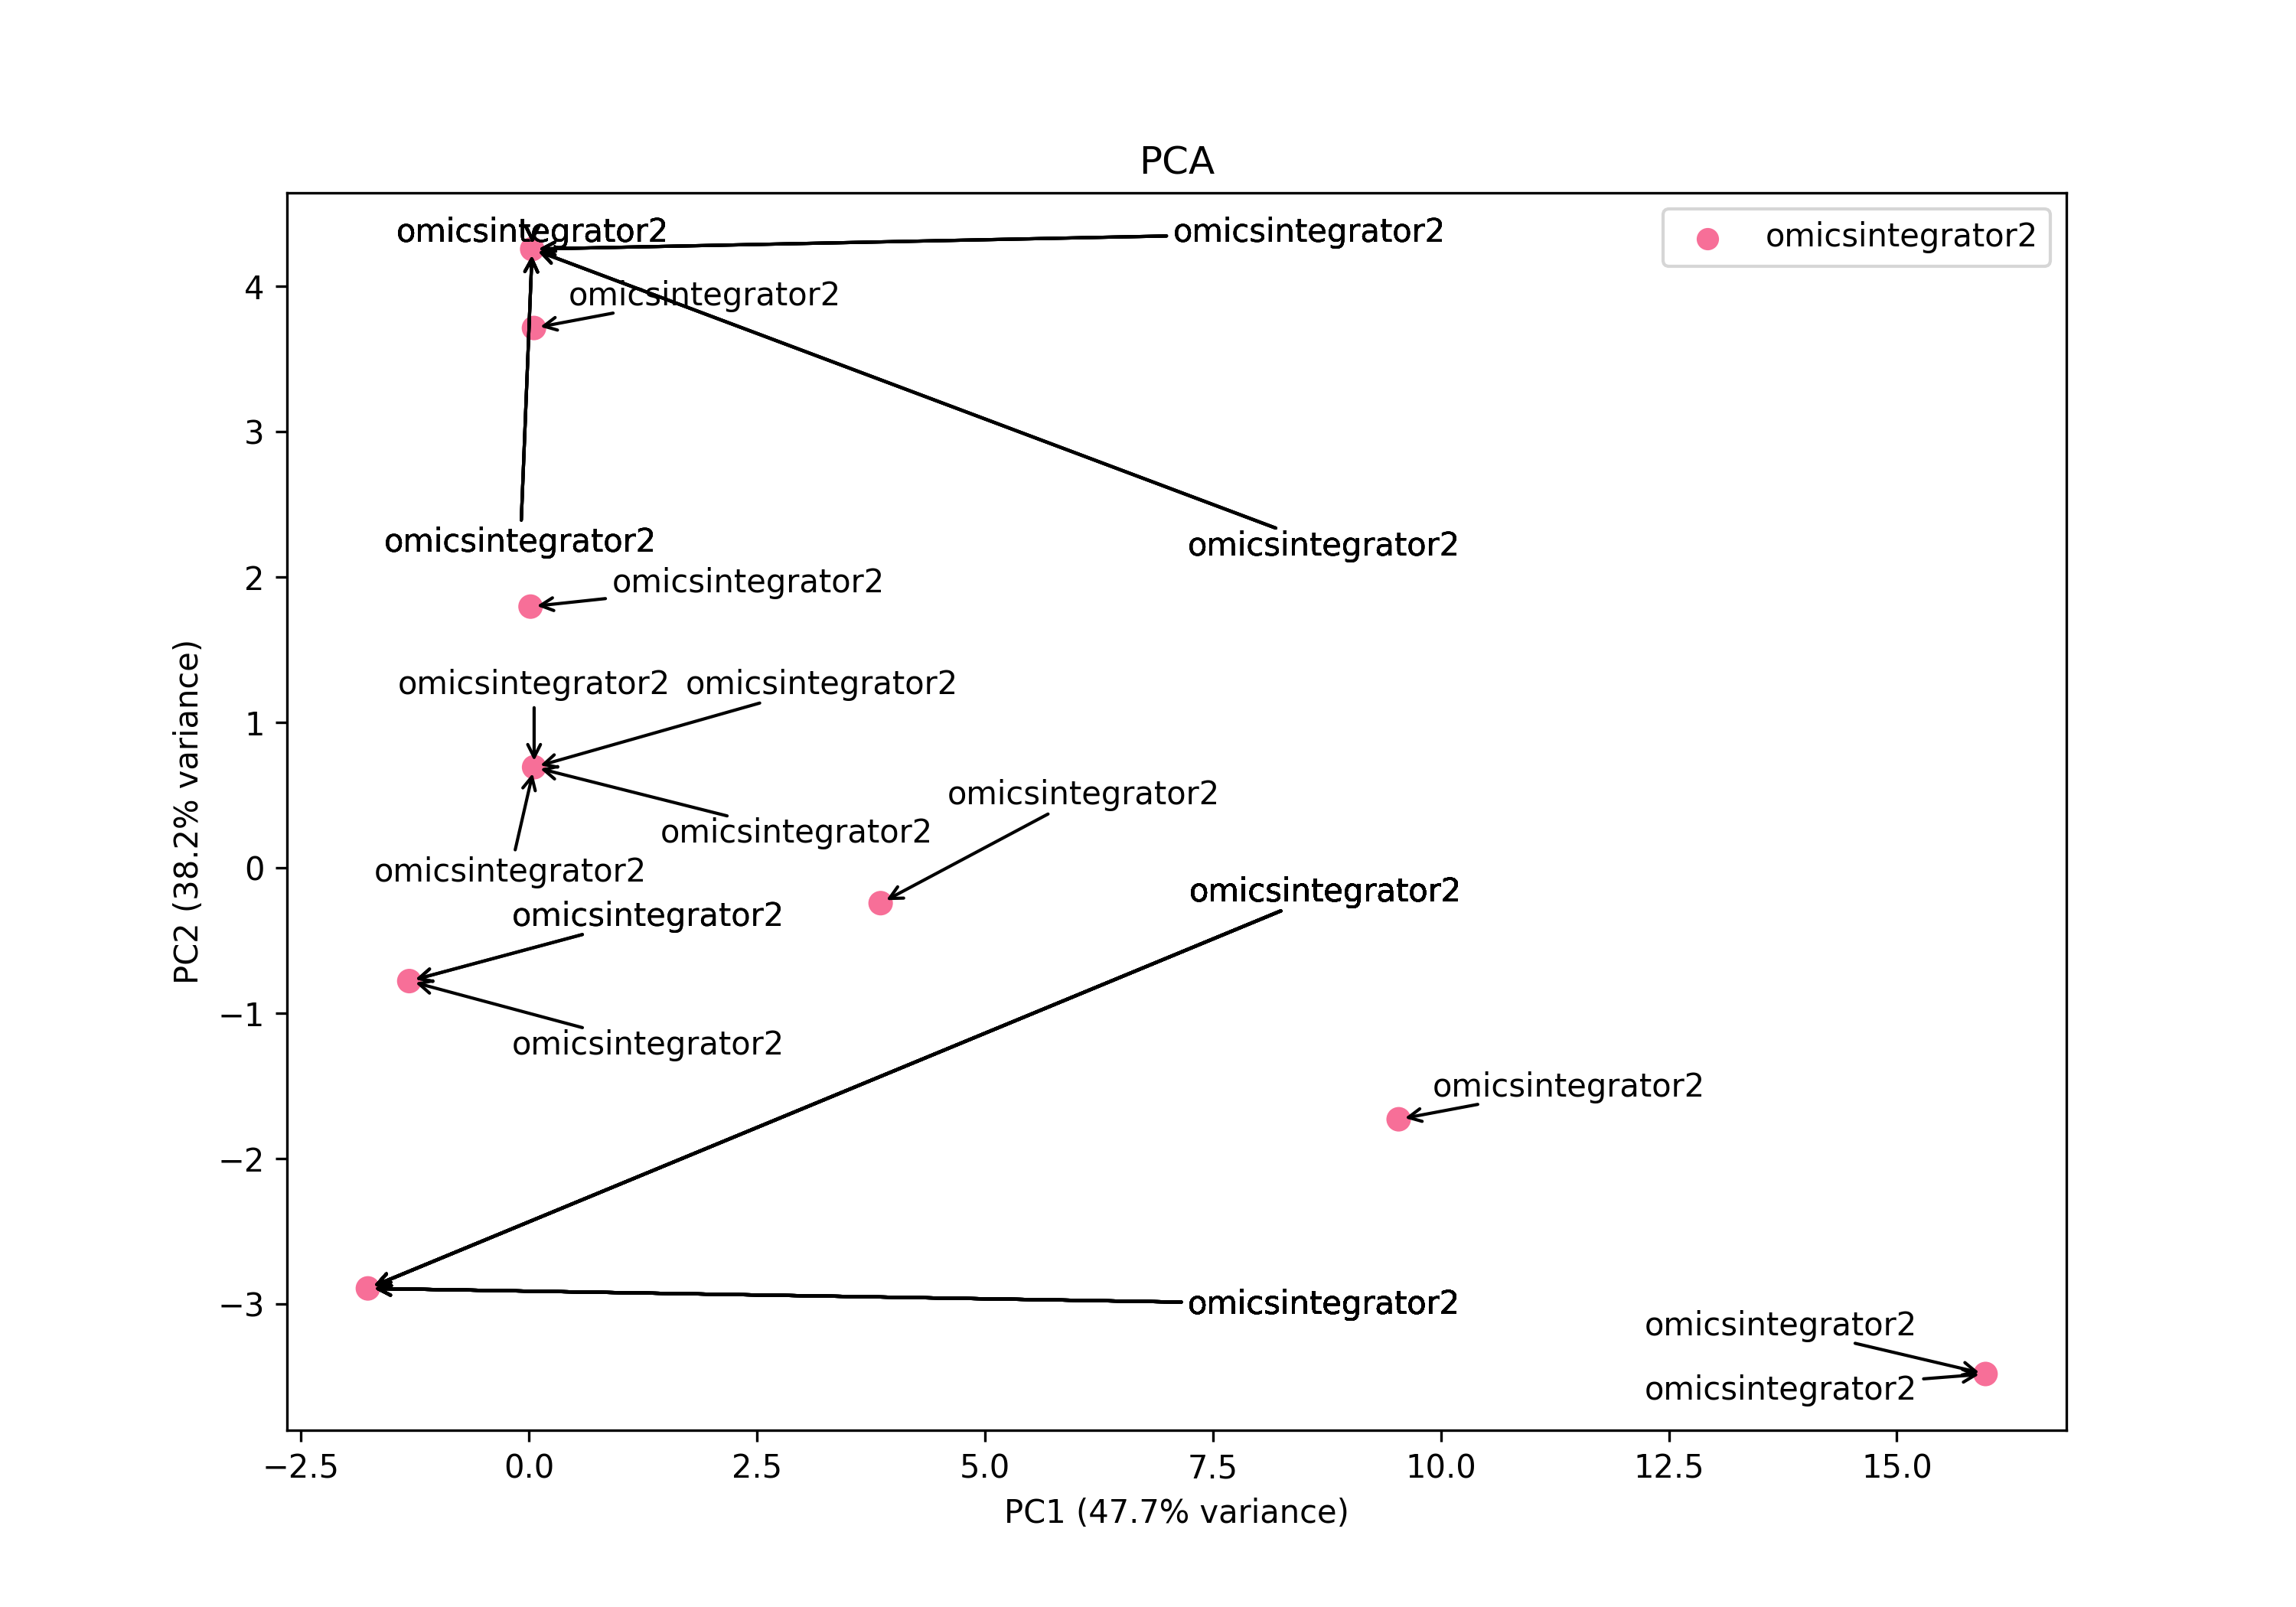 PCA
omicsintegrator2
omicsintegrator2
omicsintegrator2
omicsintegrator2
4
3
omicsintegrator2
omicsintegrator2
2
omicsintegrator2
omicsintegrator2
omicsintegrator2
1
omicsintegrator2
omicsintegrator2
omicsintegrator2
0
omicsintegrator2
omicsintegrator2
−1
omicsintegrator2
omicsintegrator2
−2
−3
omicsintegrator2
omicsintegrator2
omicsintegrator2
PC2 (38.2% variance)
−2.5
0.0
2.5
5.0
7.5
10.0
12.5
15.0
PC1 (47.7% variance)